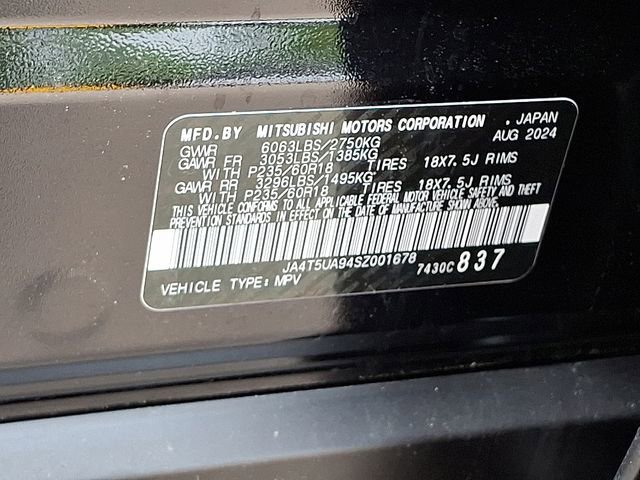 MFD.BY MITSUBISHI MOTORS CORPORATION . JAPAN
GWWR 6063LBS/2750KG AUG 2024
GAWR FR 3053LBS/1385KG
WITH P235/60R18 TIRES 18X7.5J RIMS
GAWR RR 3296LBS/1495KG
WITH P235/60R18 TIRES 18X7.5J RIMS
THIS VEHICLE CONFORMS TO ALL APPLICABLE FEDERAL MOTOR VEHICLE SAFETY AND THEFT
PREVENTION STANDARDS IN EFFECT ON THE DATE OF MANUFACTURE SHOWN ABOVE.
JA4T5UA94SZ001678
VEHICLE TYPE: MPV 7430C 837